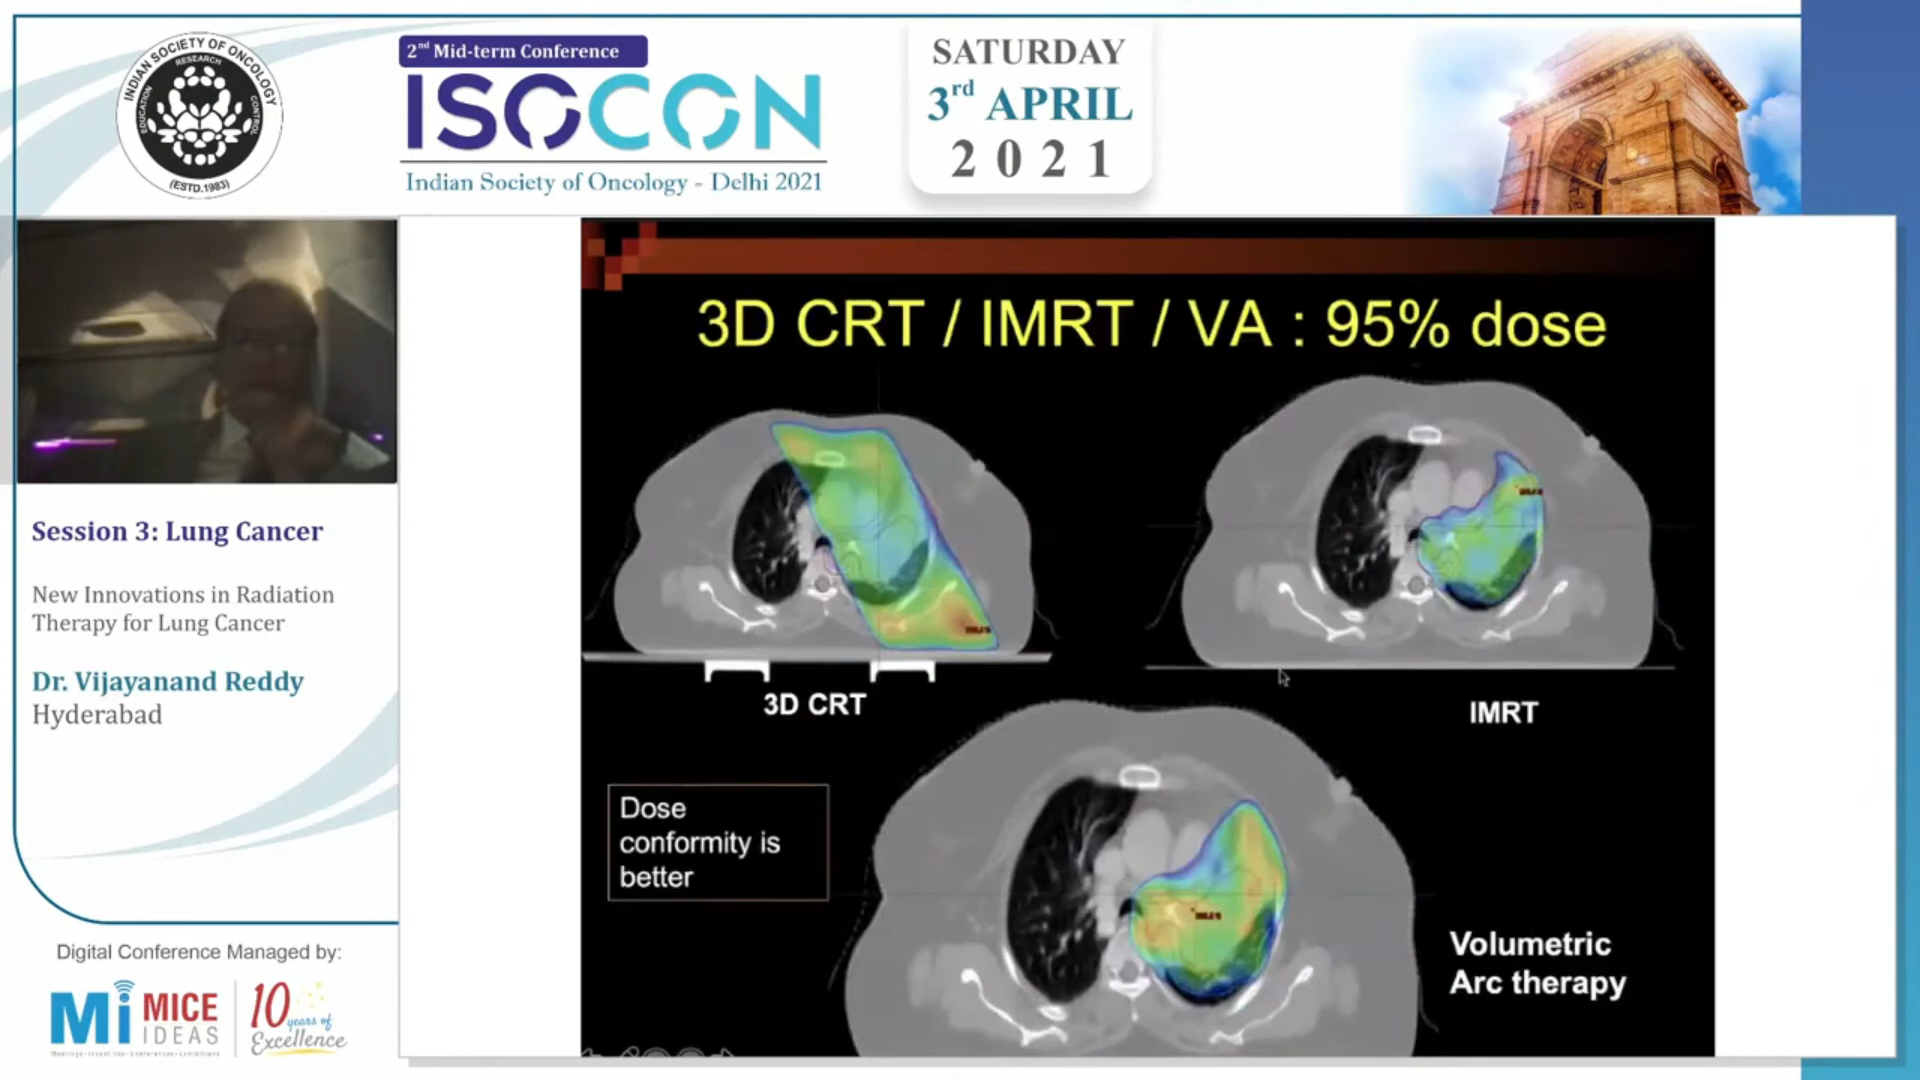 INDIAN SOCIETY OF ONCOLOGY
RESEARCH
EDUCATION
CONTROL
(ESTD.1983)
2nd Mid-term Conference
ISOCON
Indian Society of Oncology - Delhi 2021
SATURDAY
3rd APRIL
2021
3D CRT / IMRT / VA : 95% dose
3D CRT
IMRT
Dose
conformity is
better
Volumetric
Arc therapy
Session 3: Lung Cancer
New Innovations in Radiation
Therapy for Lung Cancer
Dr. Vijayanand Reddy
Hyderabad
Digital Conference Managed by:
Mi MICE
IDEAS
10
years of
Excellence